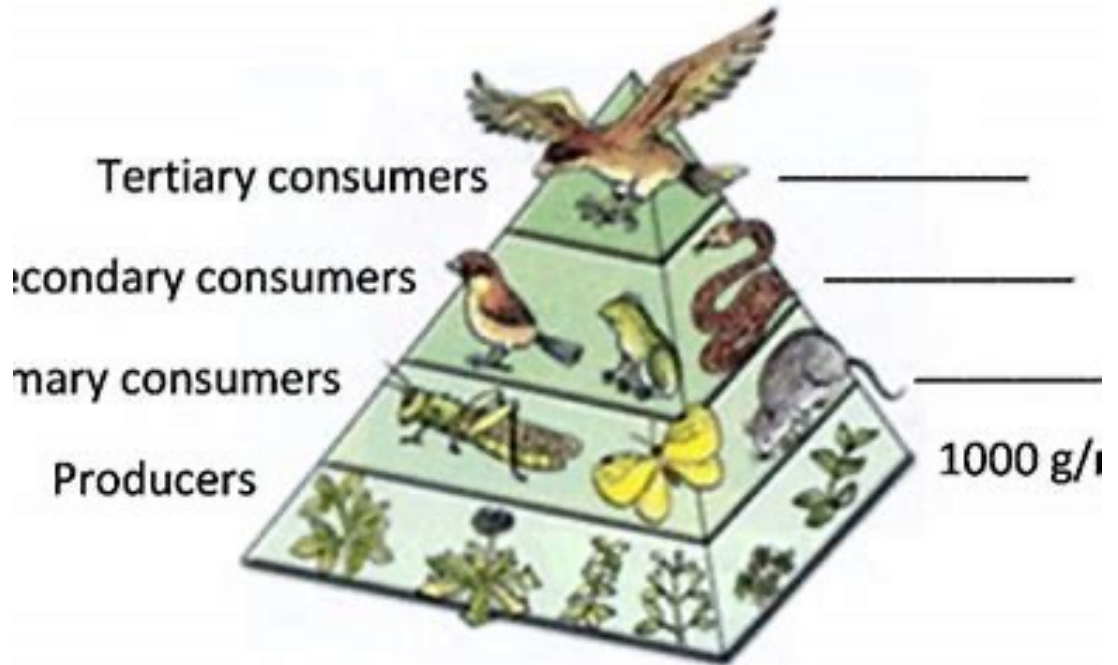 Tertiary consumers
econdary consumers
mary consumers
Producers
1000 g/